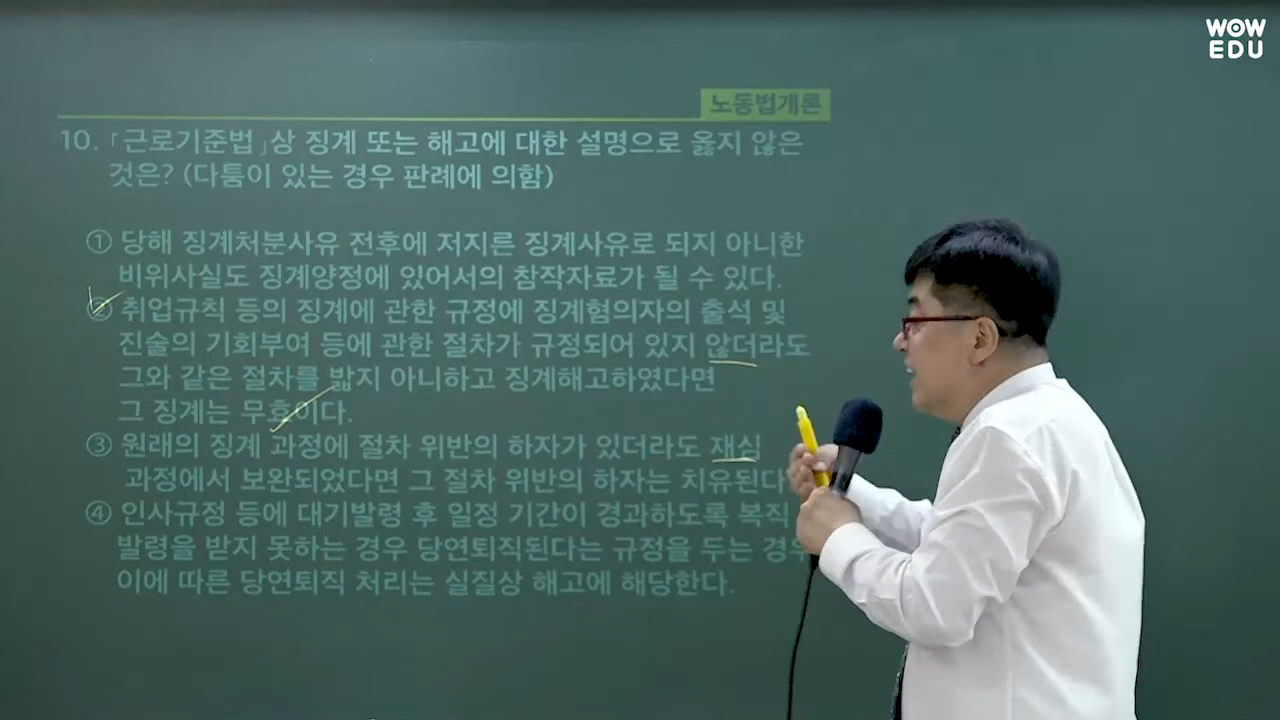 WOW
EDU
노동법개론
10. 「근로기준법」상 징계 또는 해고에 대한 설명으로 옳지 않은
것은? (다툼이 있는 경우 판례에 의함)
① 당해 징계처분사유 전후에 저지른 징계사유로 되지 아니한
비위사실도 징계양정에 있어서의 참작자료가 될 수 있다.
② 취업규칙 등의 징계에 관한 규정에 징계혐의자의 출석 및
진술의 기회부여 등에 관한 절차가 규정되어 있지 않더라도
그와 같은 절차를 밟지 아니하고 징계해고하였다면
그 징계는 무효이다.
③ 원래의 징계 과정에 절차 위반의 하자가 있더라도 재심
과정에서 보완되었다면 그 절차 위반의 하자는 치유된다
④ 인사규정 등에 대기발령 후 일정 기간이 경과하도록 복직
발령을 받지 못하는 경우 당연퇴직된다는 규정을 두는 경우
이에 따른 당연퇴직 처리는 실질상 해고에 해당한다.